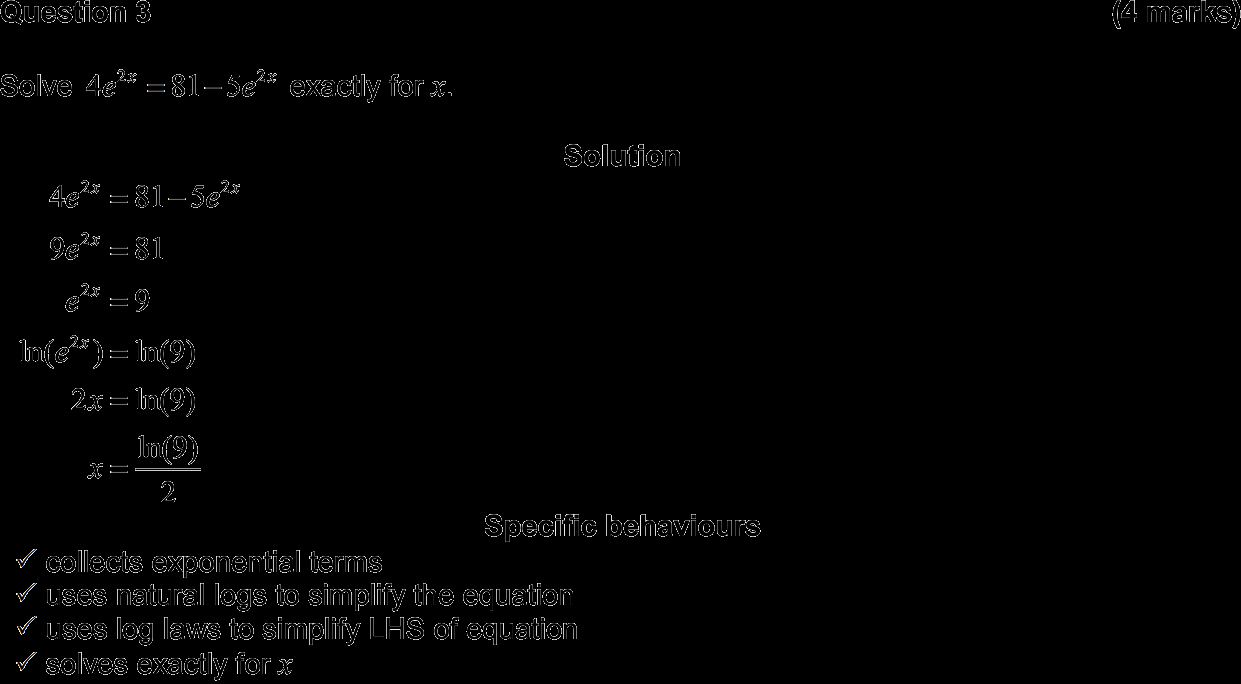 Question 3 (4 marks)
Solve 4e^{2x} = 81 − 5e^{2x} exactly for x.
Solution
4e^{2x} = 81 − 5e^{2x}
9e^{2x} = 81
e^{2x} = 9
ln(e^{2x}) = ln(9)
2x = ln(9)
x = ln(9)/2
Specific behaviours
✓ collects exponential terms
✓ uses natural logs to simplify the equation
✓ uses log laws to simplify LHS of equation
✓ solves exactly for x